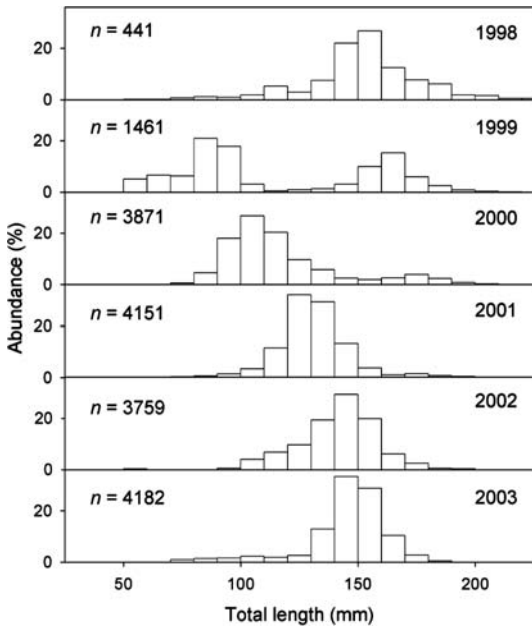 n = 441
1998
20
0
n = 1461
1999
20
0
n = 3871
2000
20
0
n = 4151
2001
20
0
n = 3759
2002
20
0
n = 4182
2003
20
0
50 100 150 200
Total length (mm)
Abundance (%)